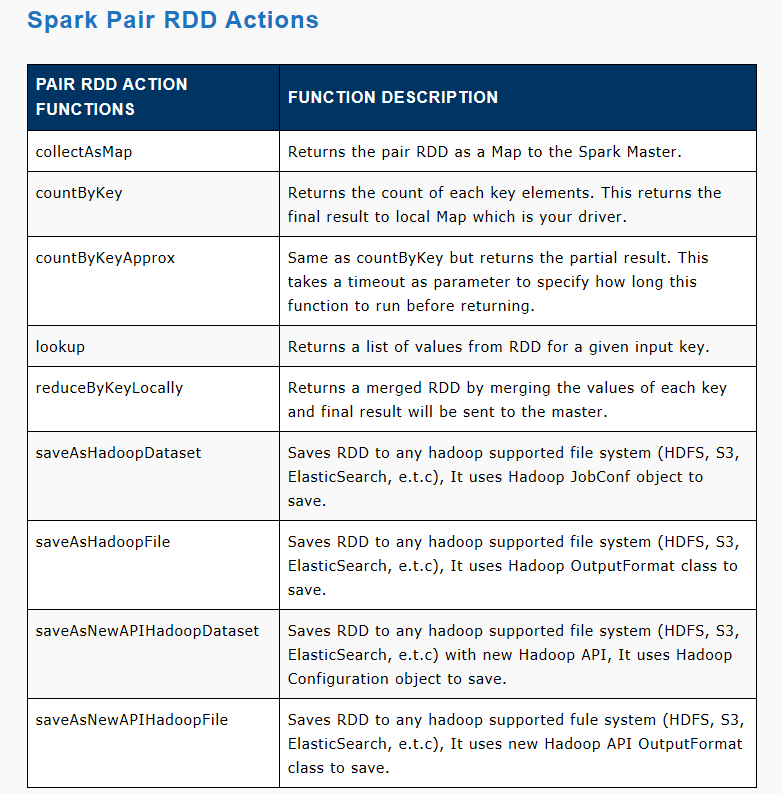 Spark Pair RDD Actions
PAIR RDD ACTION
FUNCTIONS
FUNCTION DESCRIPTION
collectAsMap
Returns the pair RDD as a Map to the Spark Master.
countByKey
Returns the count of each key elements. This returns the
final result to local Map which is your driver.
countByKeyApprox
Same as countByKey but returns the partial result. This
takes a timeout as parameter to specify how long this
function to run before returning.
lookup
Returns a list of values from RDD for a given input key.
reduceByKeyLocally
Returns a merged RDD by merging the values of each key
and final result will be sent to the master.
saveAsHadoopDataset
Saves RDD to any hadoop supported file system (HDFS, S3,
ElasticSearch, e.t.c), It uses Hadoop JobConf object to
save.
saveAsHadoopFile
Saves RDD to any hadoop supported file system (HDFS, S3,
ElasticSearch, e.t.c), It uses Hadoop OutputFormat class to
save.
saveAsNewAPIHadoopDataset
Saves RDD to any hadoop supported file system (HDFS, S3,
ElasticSearch, e.t.c) with new Hadoop API, It uses Hadoop
Configuration object to save.
saveAsNewAPIHadoopFile
Saves RDD to any hadoop supported fule system (HDFS, S3,
ElasticSearch, e.t.c), It uses new Hadoop API OutputFormat
class to save.